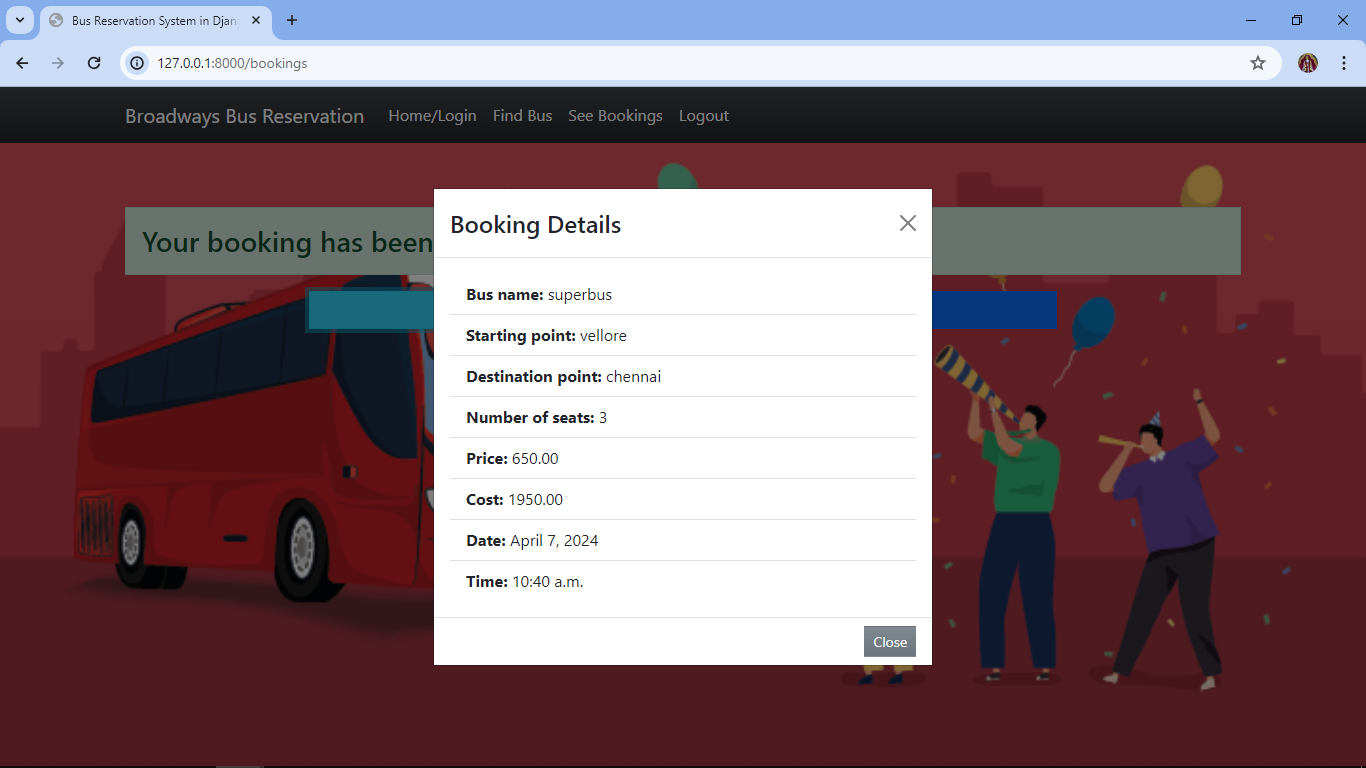 Bus Reservation System in Djan
127.0.0.1:8000/bookings
Broadways Bus Reservation Home/Login Find Bus See Bookings Logout
Your booking has been
Booking Details
Bus name: superbus
Starting point: vellore
Destination point: chennai
Number of seats: 3
Price: 650.00
Cost: 1950.00
Date: April 7, 2024
Time: 10:40 a.m.
Close